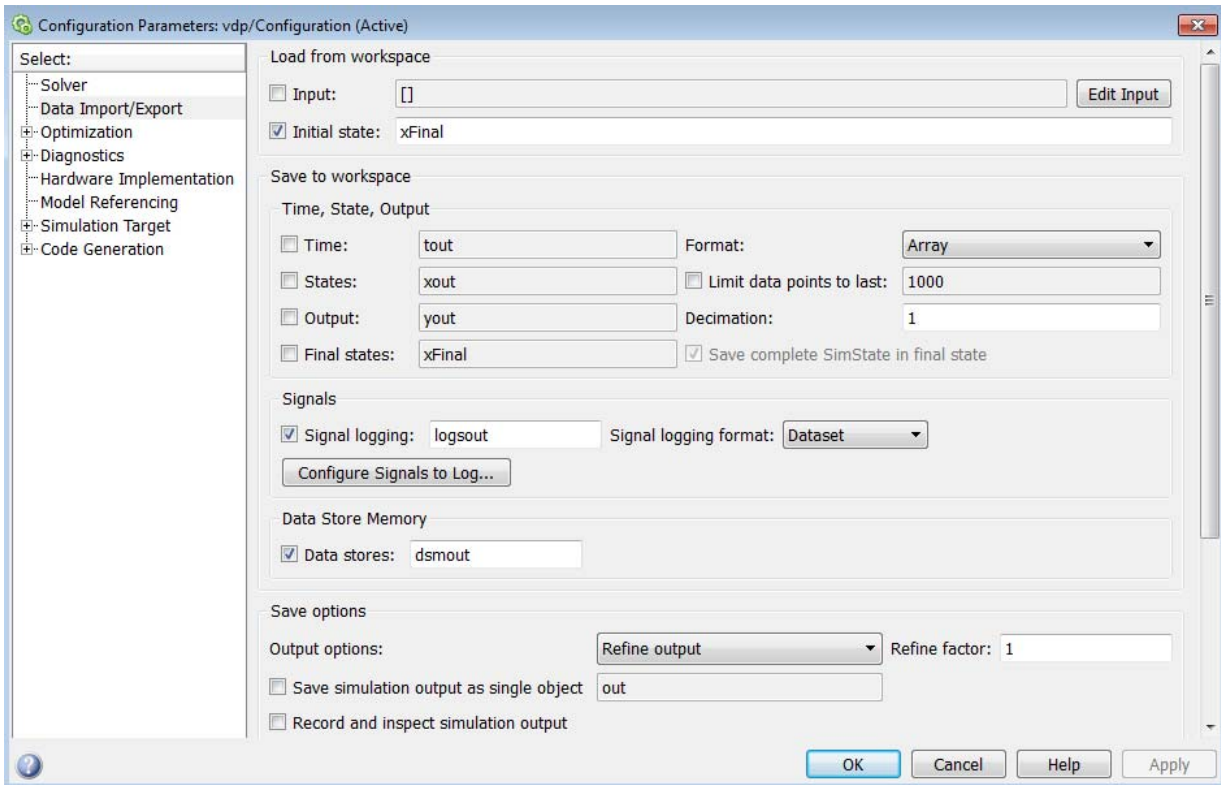 Configuration Parameters: vdp/Configuration (Active)
Select:
Solver
Data Import/Export
Optimization
Diagnostics
Hardware Implementation
Model Referencing
Simulation Target
Code Generation
Load from workspace
Input: [] Edit Input
Initial state: xFinal
Save to workspace
Time, State, Output
Time: tout Format: Array
States: xout Limit data points to last: 1000
Output: yout Decimation: 1
Final states: xFinal Save complete SimState in final state
Signals
Signal logging: logsout Signal logging format: Dataset
Configure Signals to Log...
Data Store Memory
Data stores: dsmout
Save options
Output options: Refine output Refine factor: 1
Save simulation output as single object out
Record and inspect simulation output
OK Cancel Help Apply